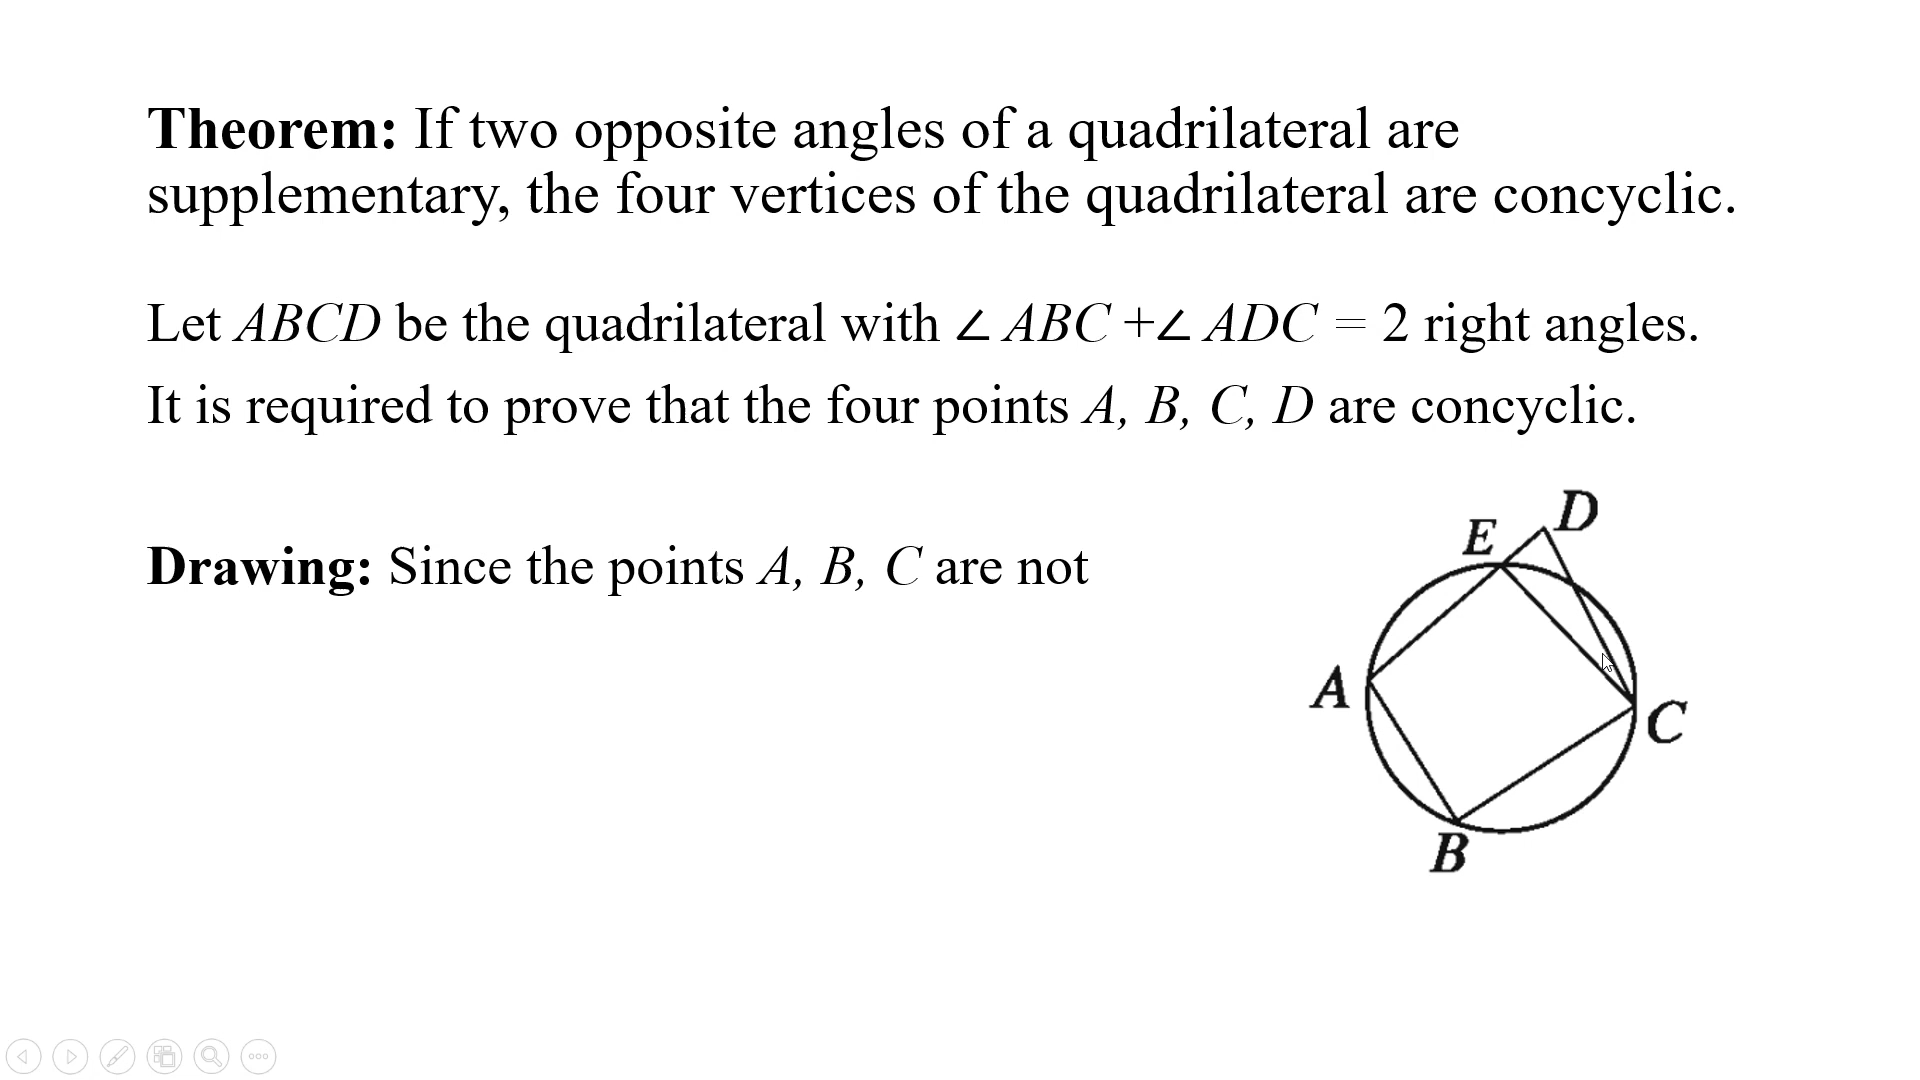 Theorem: If two opposite angles of a quadrilateral are
supplementary, the four vertices of the quadrilateral are concyclic.
Let ABCD be the quadrilateral with ∠ ABC +∠ ADC = 2 right angles.
It is required to prove that the four points A, B, C, D are concyclic.
Drawing: Since the points A, B, C are not
D
E
A
C
B